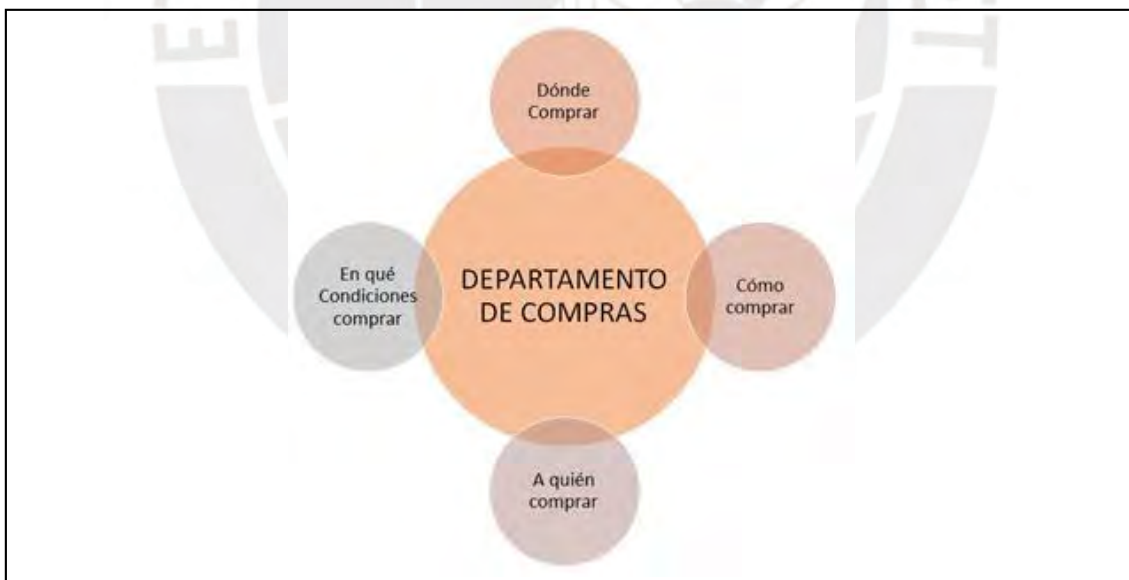 Dónde
Comprar
En qué
Condiciones
comprar
DEPARTAMENTO
DE COMPRAS
Cómo
comprar
A quién
comprar